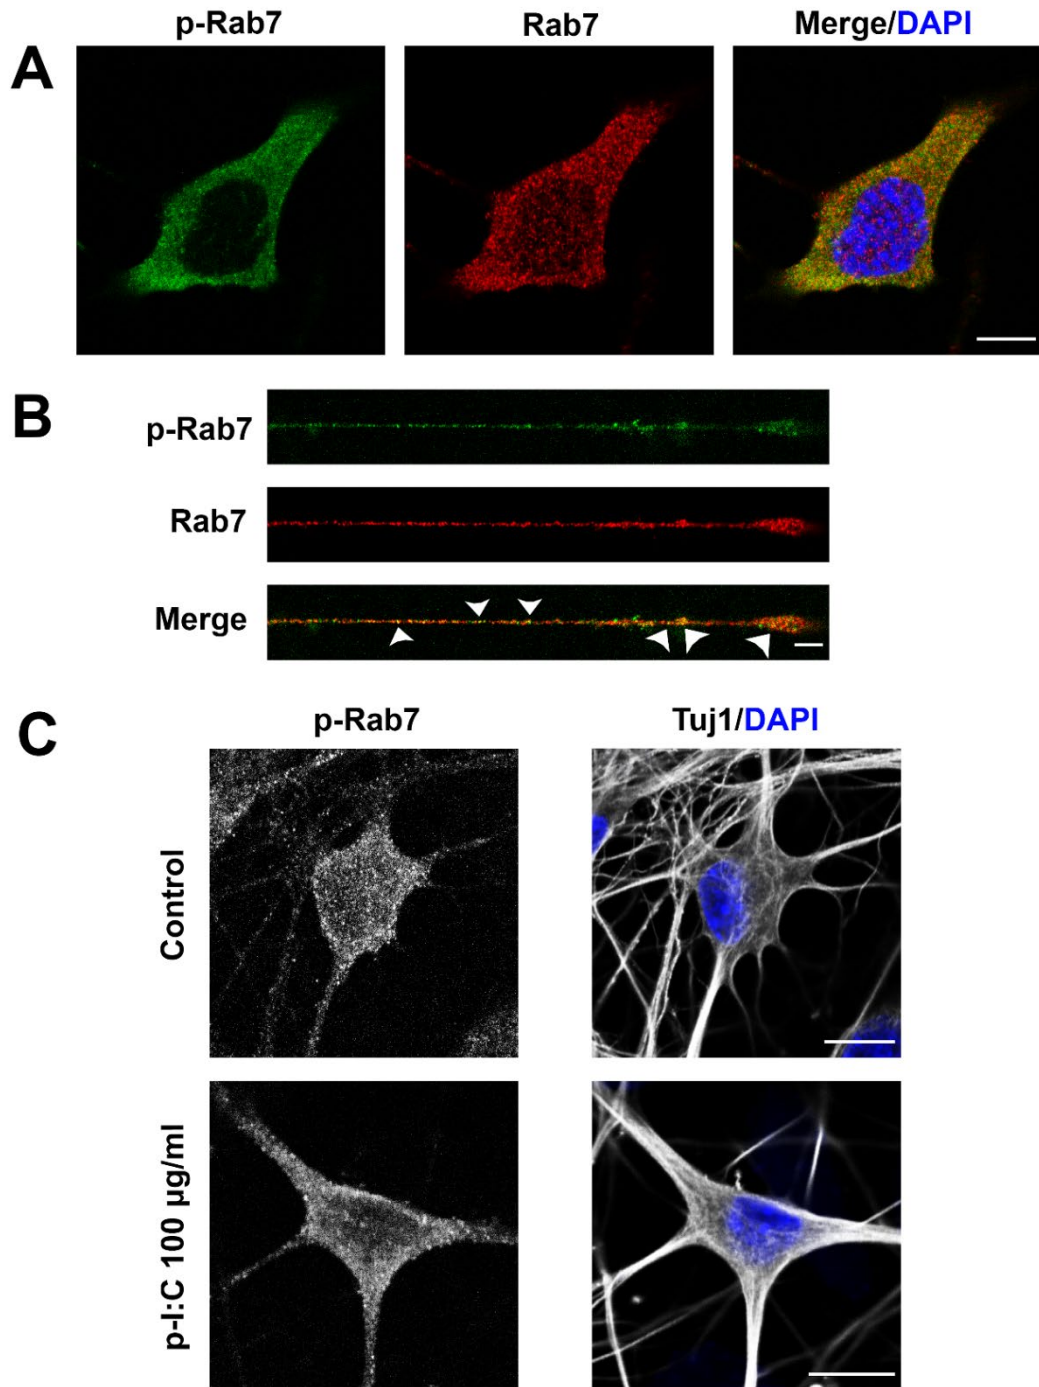 p-Rab7 Rab7 Merge/DAPI
A
B
p-Rab7
Rab7
Merge
C
p-Rab7 Tuj1/DAPI
Control
p-I:C 100 µg/ml